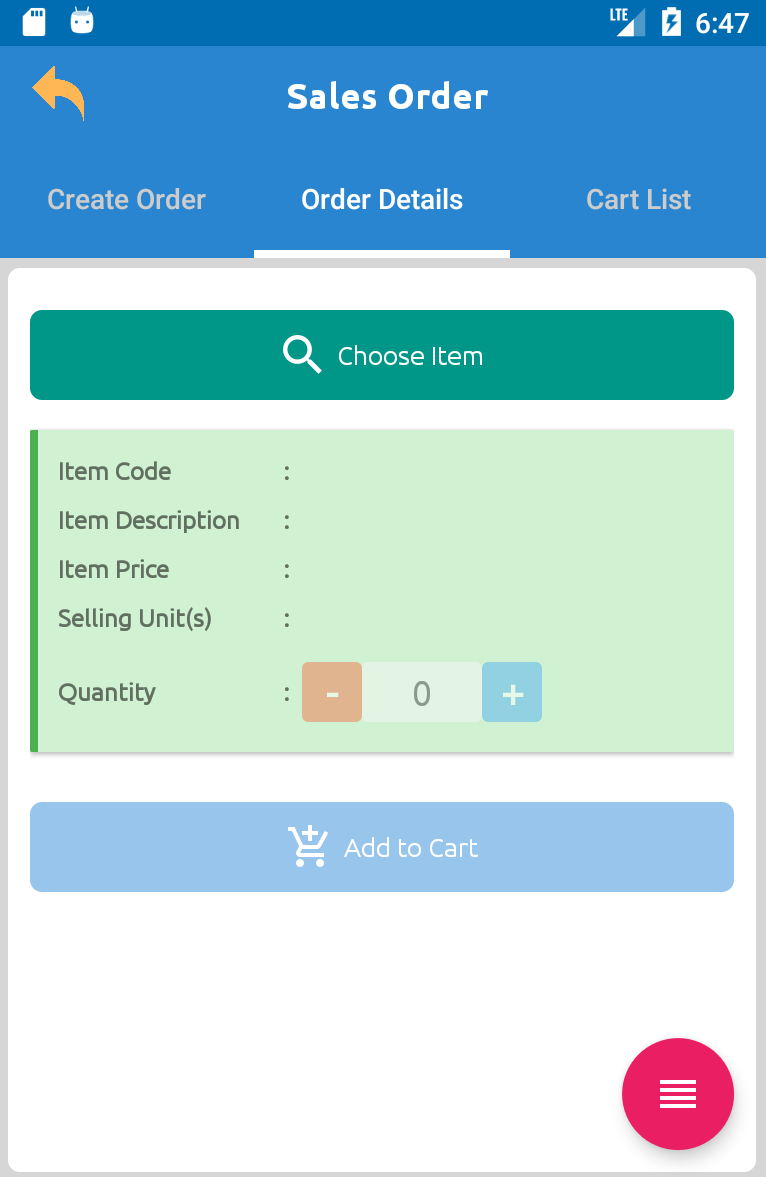 LTE 6:47
Sales Order
Create Order Order Details Cart List
Choose Item
Item Code :
Item Description :
Item Price :
Selling Unit(s) :
Quantity : - 0 +
Add to Cart